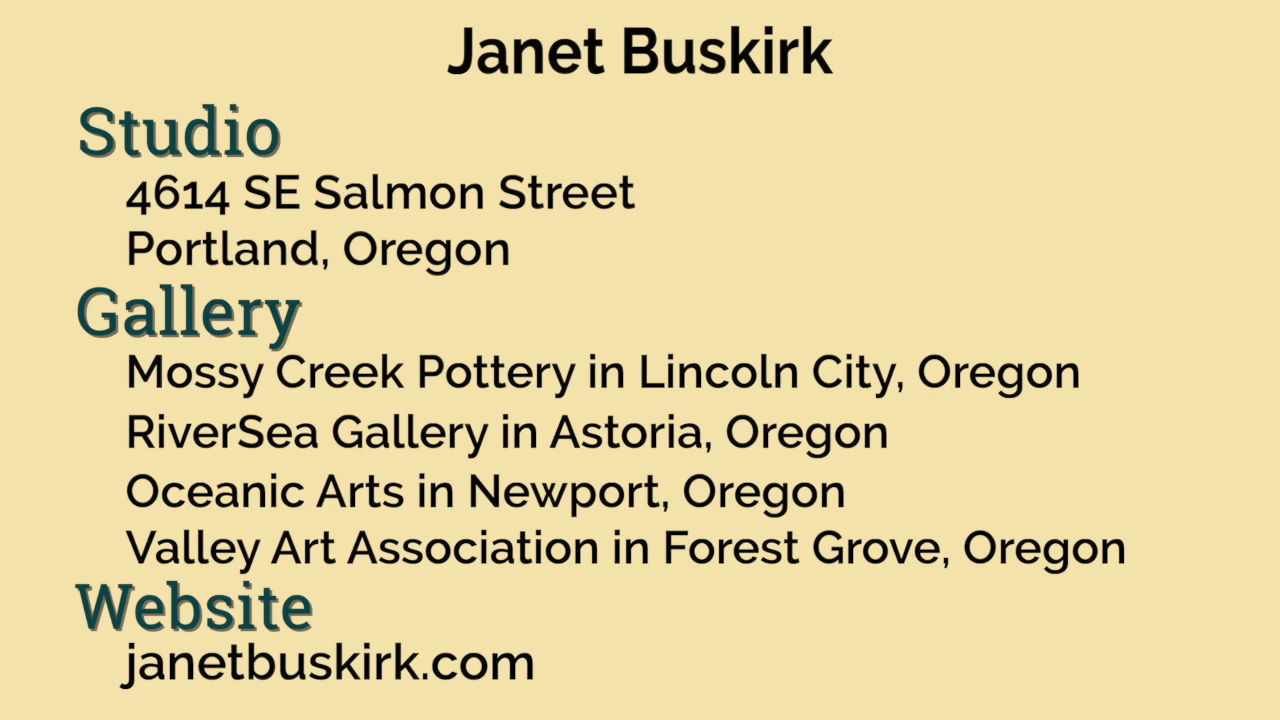 Janet Buskirk
Studio
4614 SE Salmon Street
Portland, Oregon
Gallery
Mossy Creek Pottery in Lincoln City, Oregon
RiverSea Gallery in Astoria, Oregon
Oceanic Arts in Newport, Oregon
Valley Art Association in Forest Grove, Oregon
Website
janetbuskirk.com